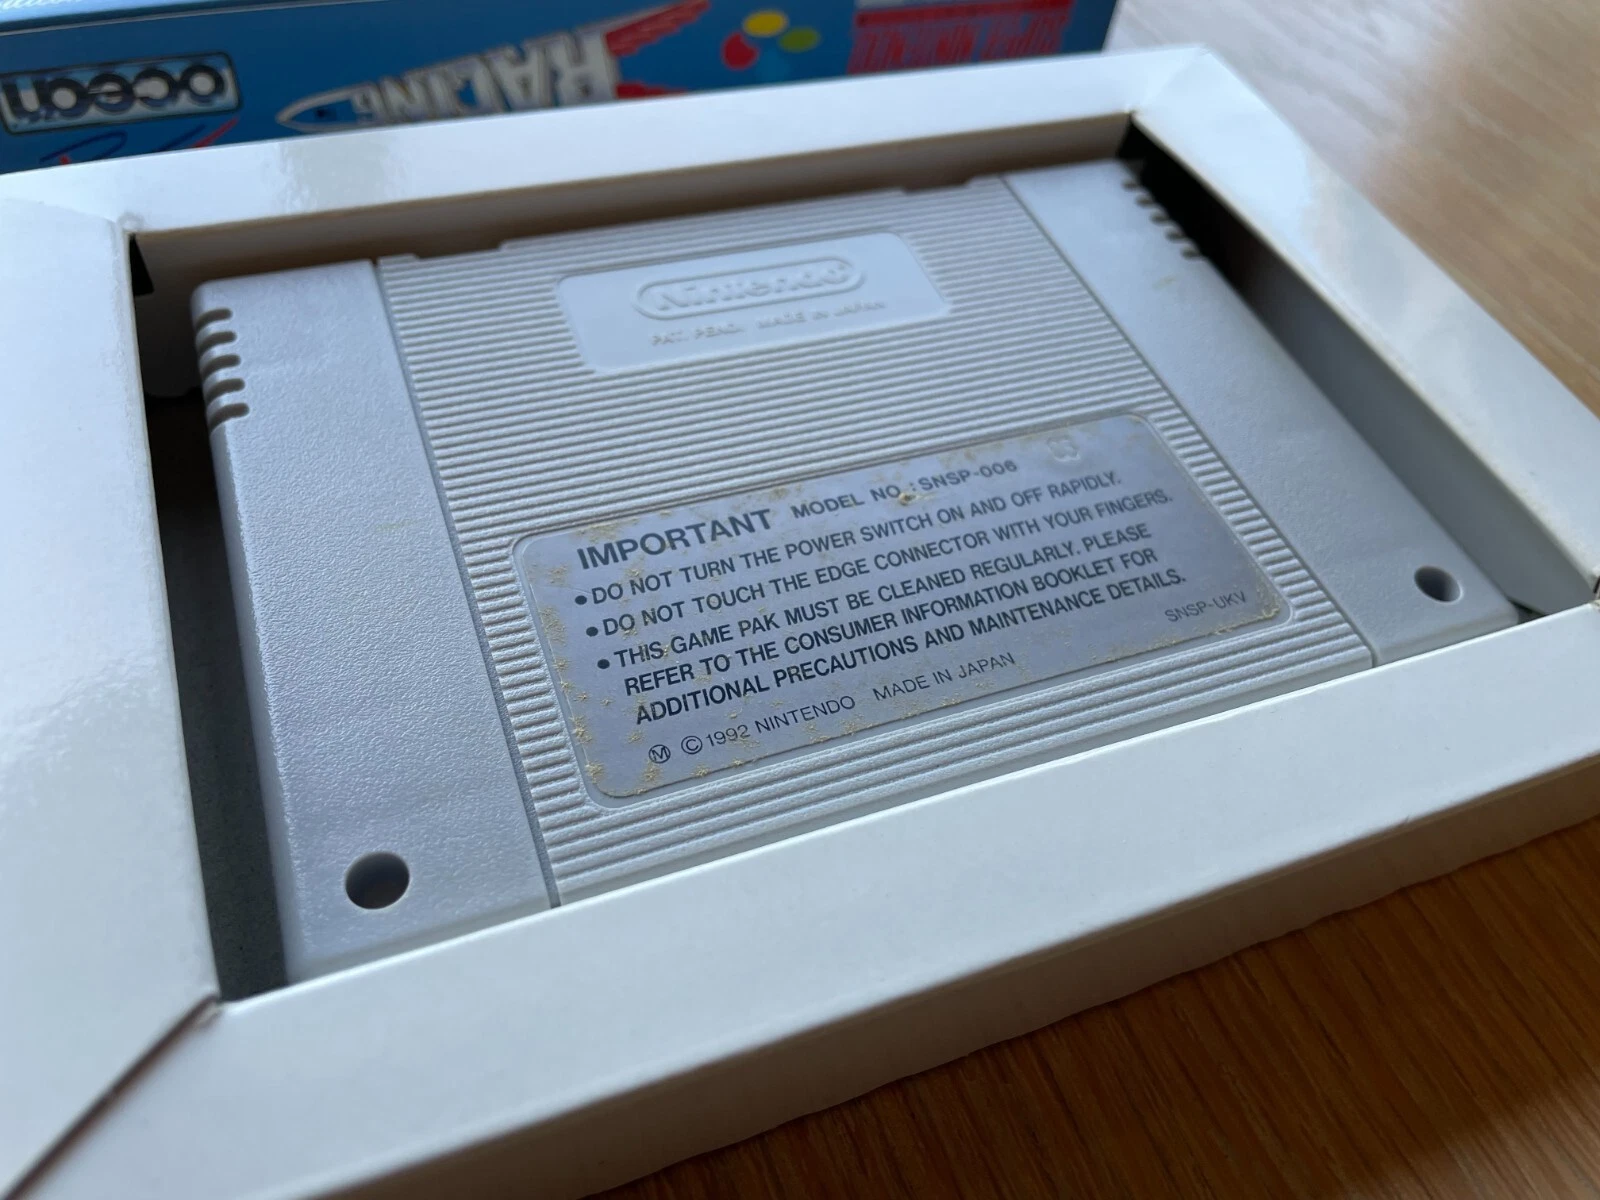 ocean
RACING
SUPER NINTENDO
Nintendo
PAT. PEND. MADE IN JAPAN
IMPORTANT MODEL NO.: SNSP-006
● DO NOT TURN THE POWER SWITCH ON AND OFF RAPIDLY.
● DO NOT TOUCH THE EDGE CONNECTOR WITH YOUR FINGERS.
● THIS GAME PAK MUST BE CLEANED REGULARLY. PLEASE
REFER TO THE CONSUMER INFORMATION BOOKLET FOR
ADDITIONAL PRECAUTIONS AND MAINTENANCE DETAILS.
SNSP-UKV
Ⓜ © 1992 NINTENDO MADE IN JAPAN